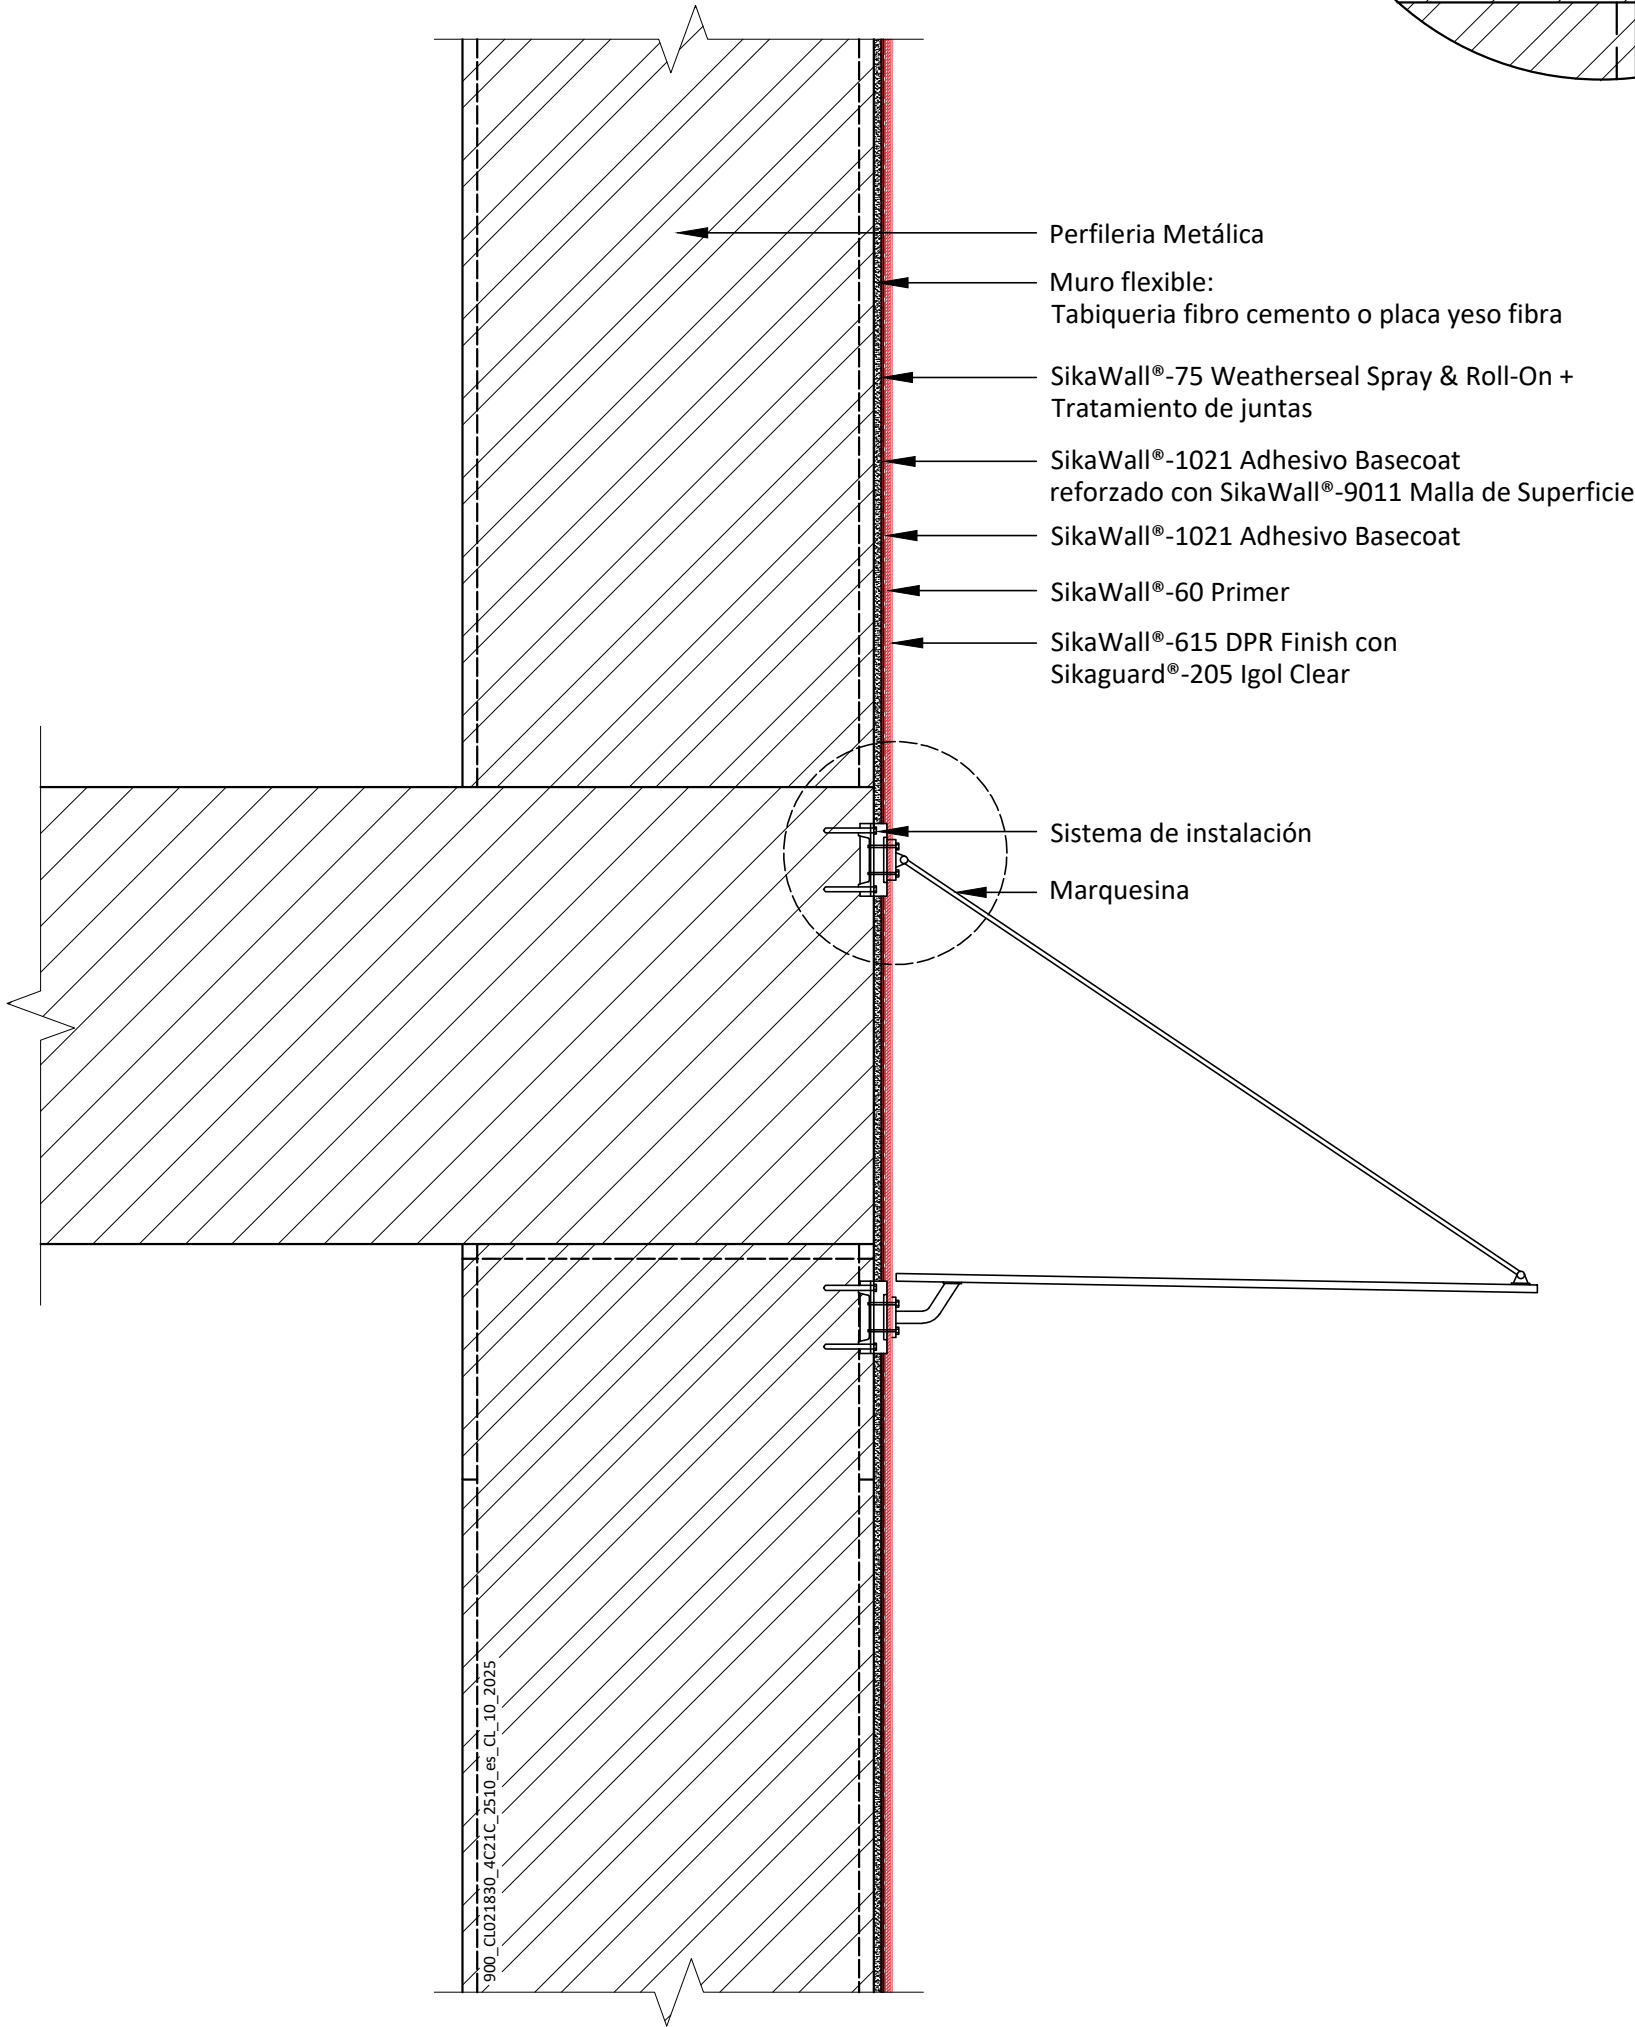 Perfileria Metálica
Muro flexible:
Tabiqueria fibro cemento o placa yeso fibra
SikaWall®-75 Weatherseal Spray & Roll-On +
Tratamiento de juntas
SikaWall®-1021 Adhesivo Basecoat
reforzado con SikaWall®-9011 Malla de Superficie
SikaWall®-1021 Adhesivo Basecoat
SikaWall®-60 Primer
SikaWall®-615 DPR Finish con
Sikaguard®-205 Igol Clear
Sistema de instalación
Marquesina
900_CL021830_4C21C_2510_es_CL_10_2025